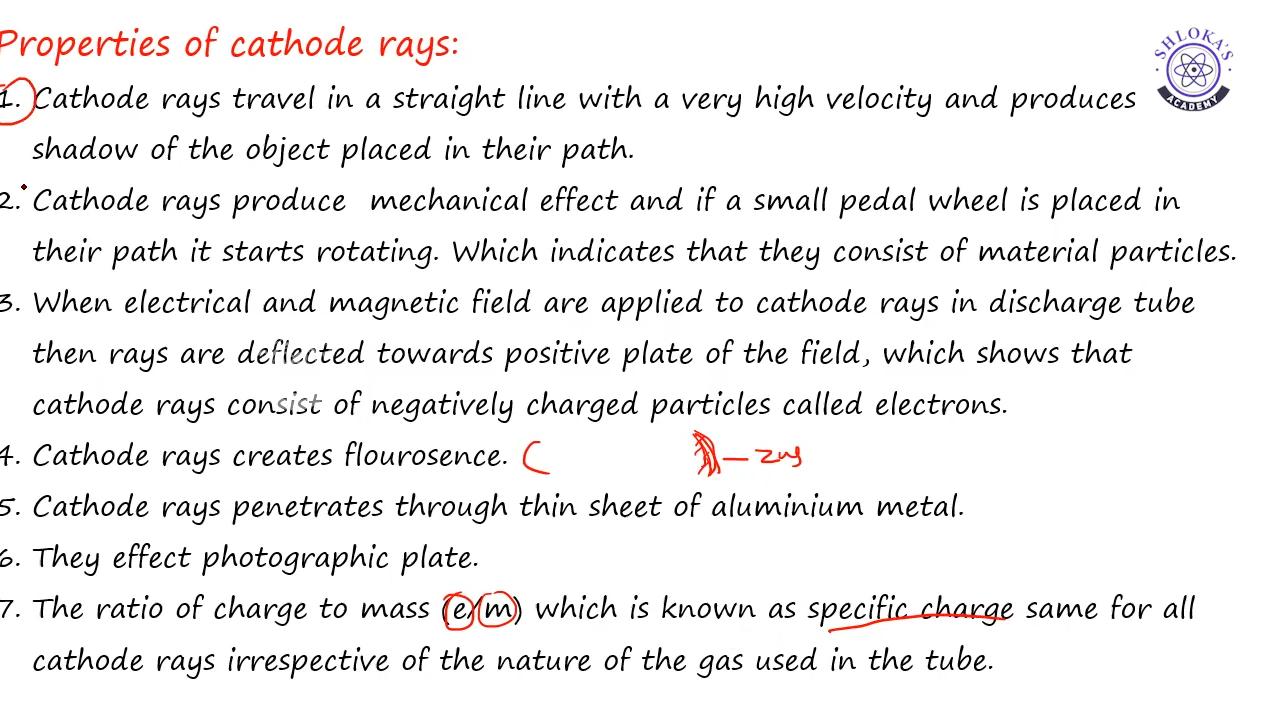 Properties of cathode rays:
SHLOKA'S
ACADEMY
1. Cathode rays travel in a straight line with a very high velocity and produces
shadow of the object placed in their path.
2. Cathode rays produce mechanical effect and if a small pedal wheel is placed in
their path it starts rotating. Which indicates that they consist of material particles.
3. When electrical and magnetic field are applied to cathode rays in discharge tube
then rays are deflected towards positive plate of the field, which shows that
cathode rays consist of negatively charged particles called electrons.
4. Cathode rays creates flourosence. ( - Zns
5. Cathode rays penetrates through thin sheet of aluminium metal.
6. They effect photographic plate.
7. The ratio of charge to mass (e/m) which is known as specific charge same for all
cathode rays irrespective of the nature of the gas used in the tube.